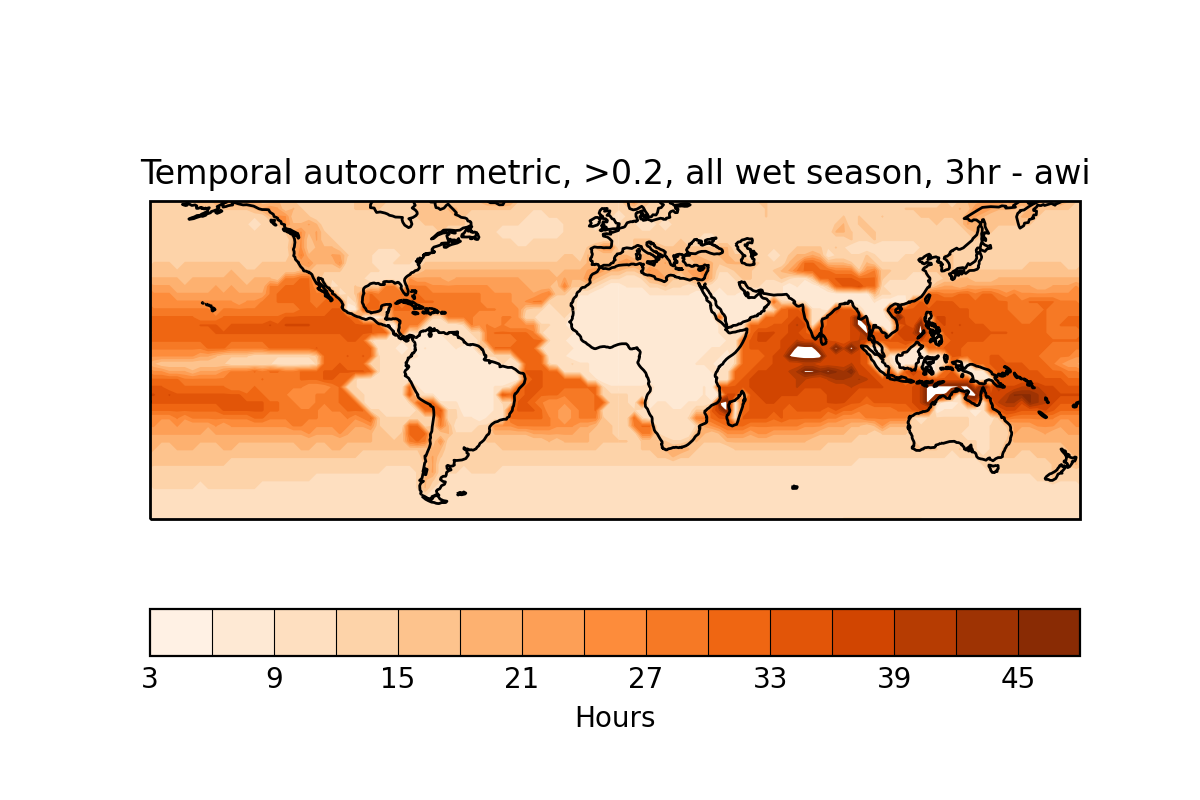 Temporal autocorr metric, >0.2, all wet season, 3hr - awi
3 9 15 21 27 33 39 45
Hours